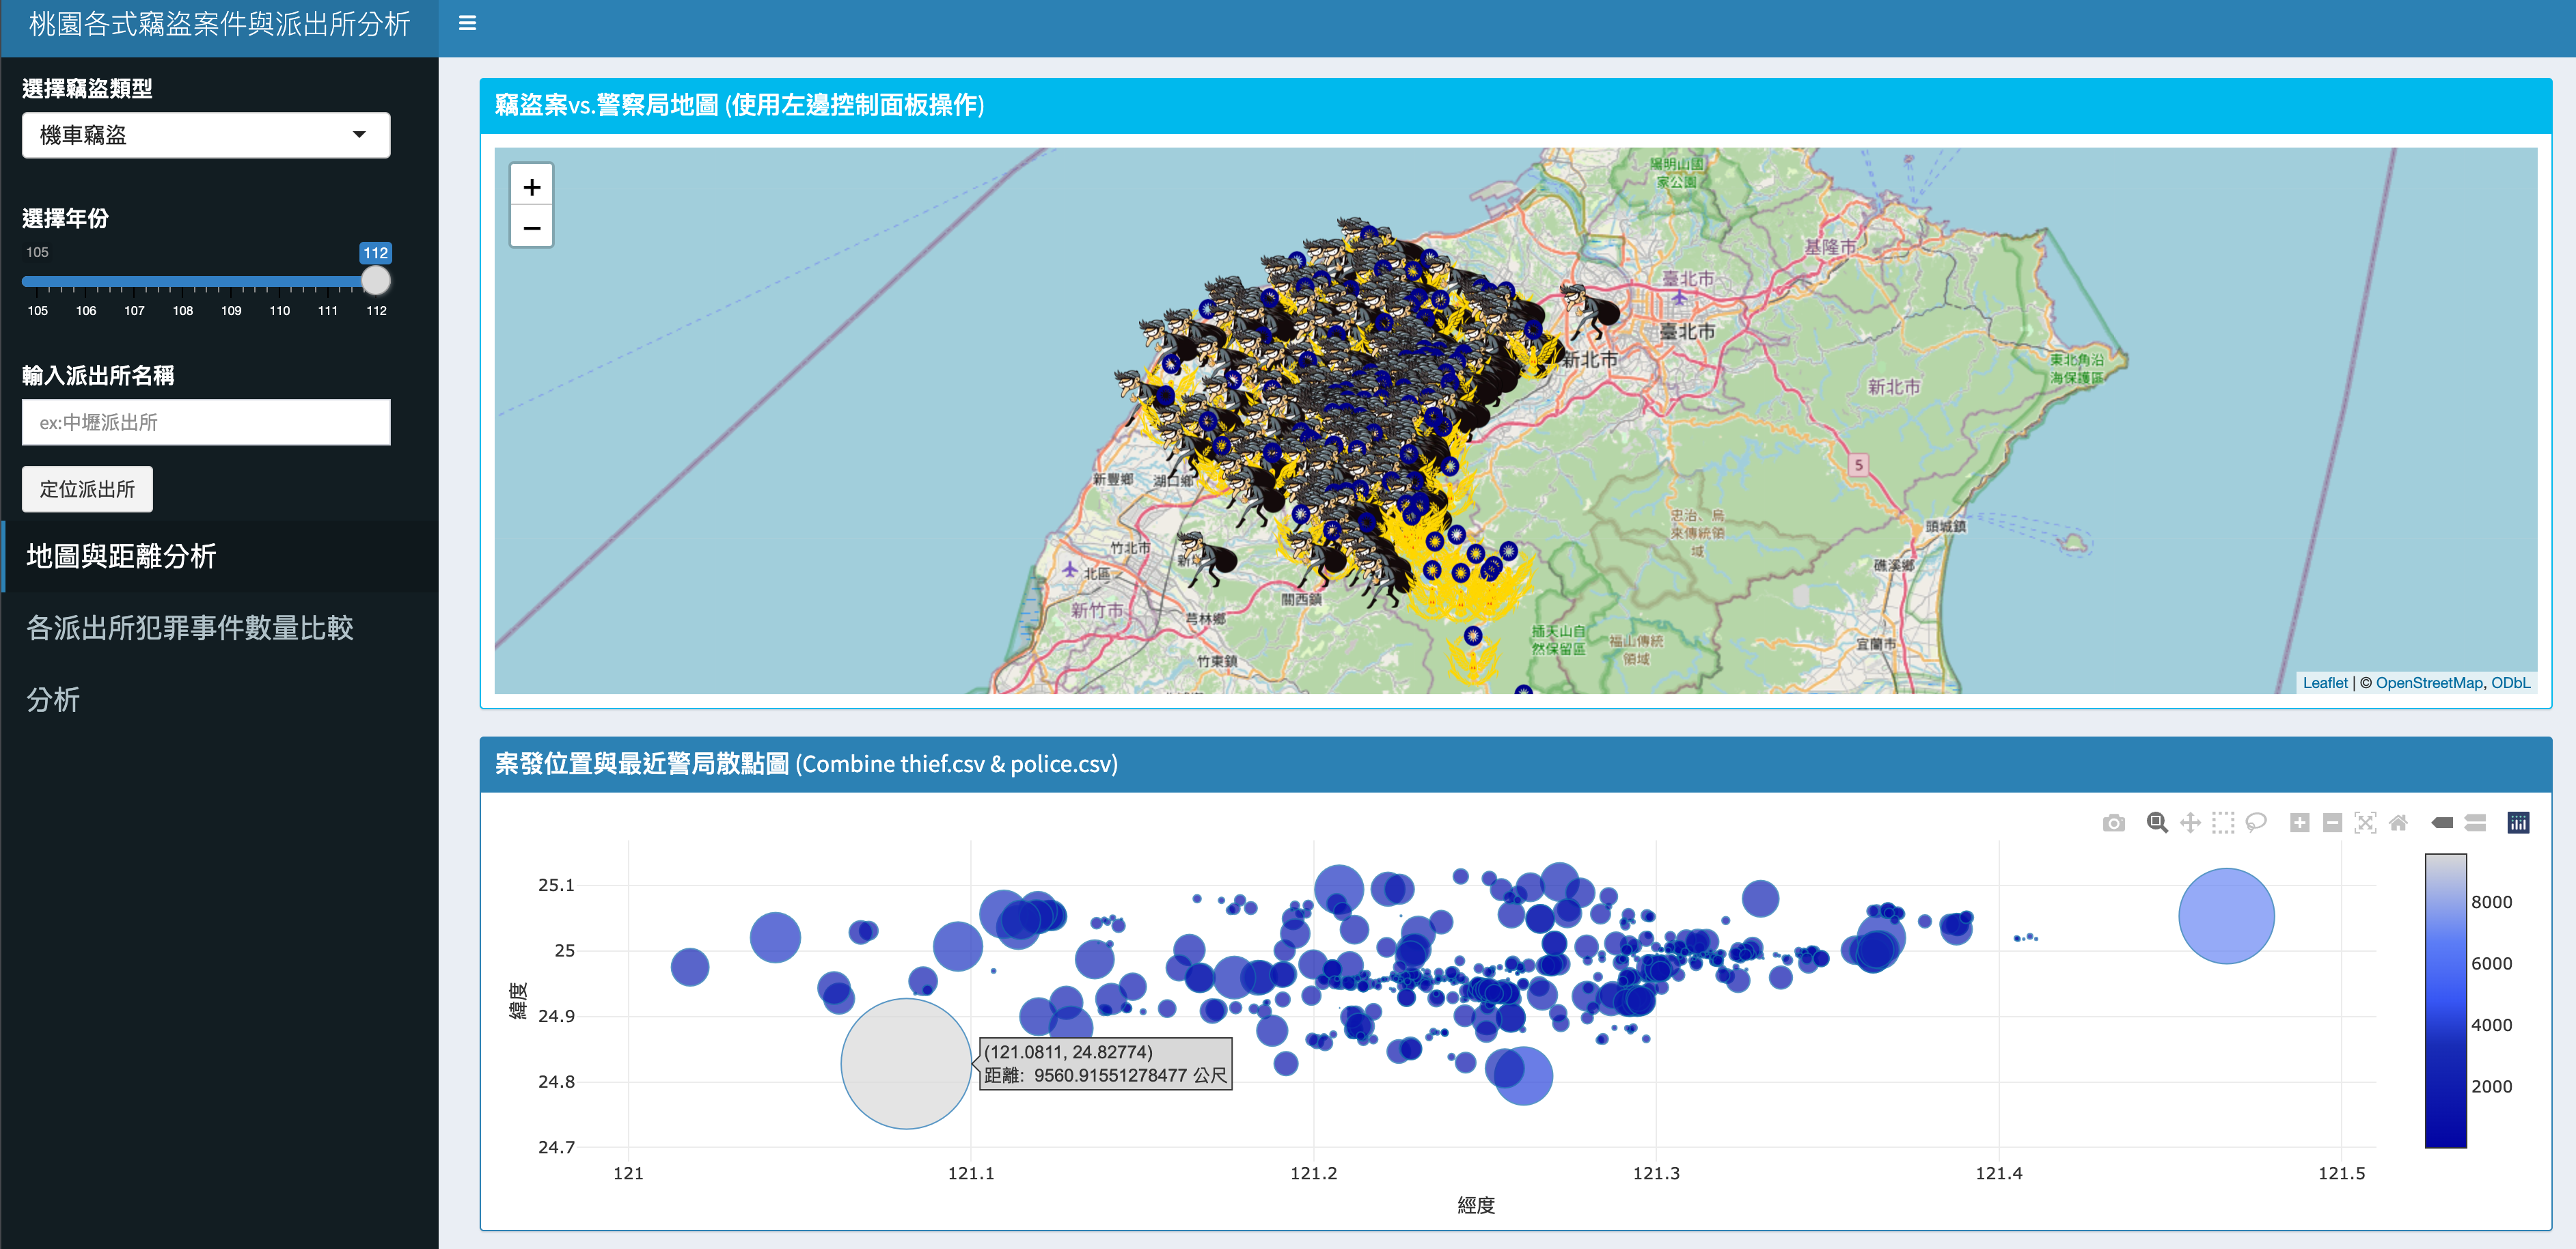 桃園各式竊盜案件與派出所分析
選擇竊盜類型
機車竊盜
選擇年份
105
112
105 106 107 108 109 110 111 112
輸入派出所名稱
ex:中壢派出所
定位派出所
地圖與距離分析
各派出所犯罪事件數量比較
分析
竊盜案vs.警察局地圖 (使用左邊控制面板操作)
+
−
陽明山國
家公園
基隆市
臺北市
臺北市
新北市
東北角沿
海保護區
新北市
5
新豐鄉
湖口鄉
忠治、烏
來傳統領
域
頭城鎮
竹北市
北區
礁溪鄉
關西鎮
新竹市
芎林鄉
插天山自
然保留區
福山傳統
領域
宜蘭市
竹東鎮
Leaflet | © OpenStreetMap, ODbL
案發位置與最近警局散點圖 (Combine thief.csv & police.csv)
25.1
25
24.9
24.8
24.7
緯度
(121.0811, 24.82774)
距離: 9560.91551278477 公尺
8000
6000
4000
2000
121 121.1 121.2 121.3 121.4 121.5
經度